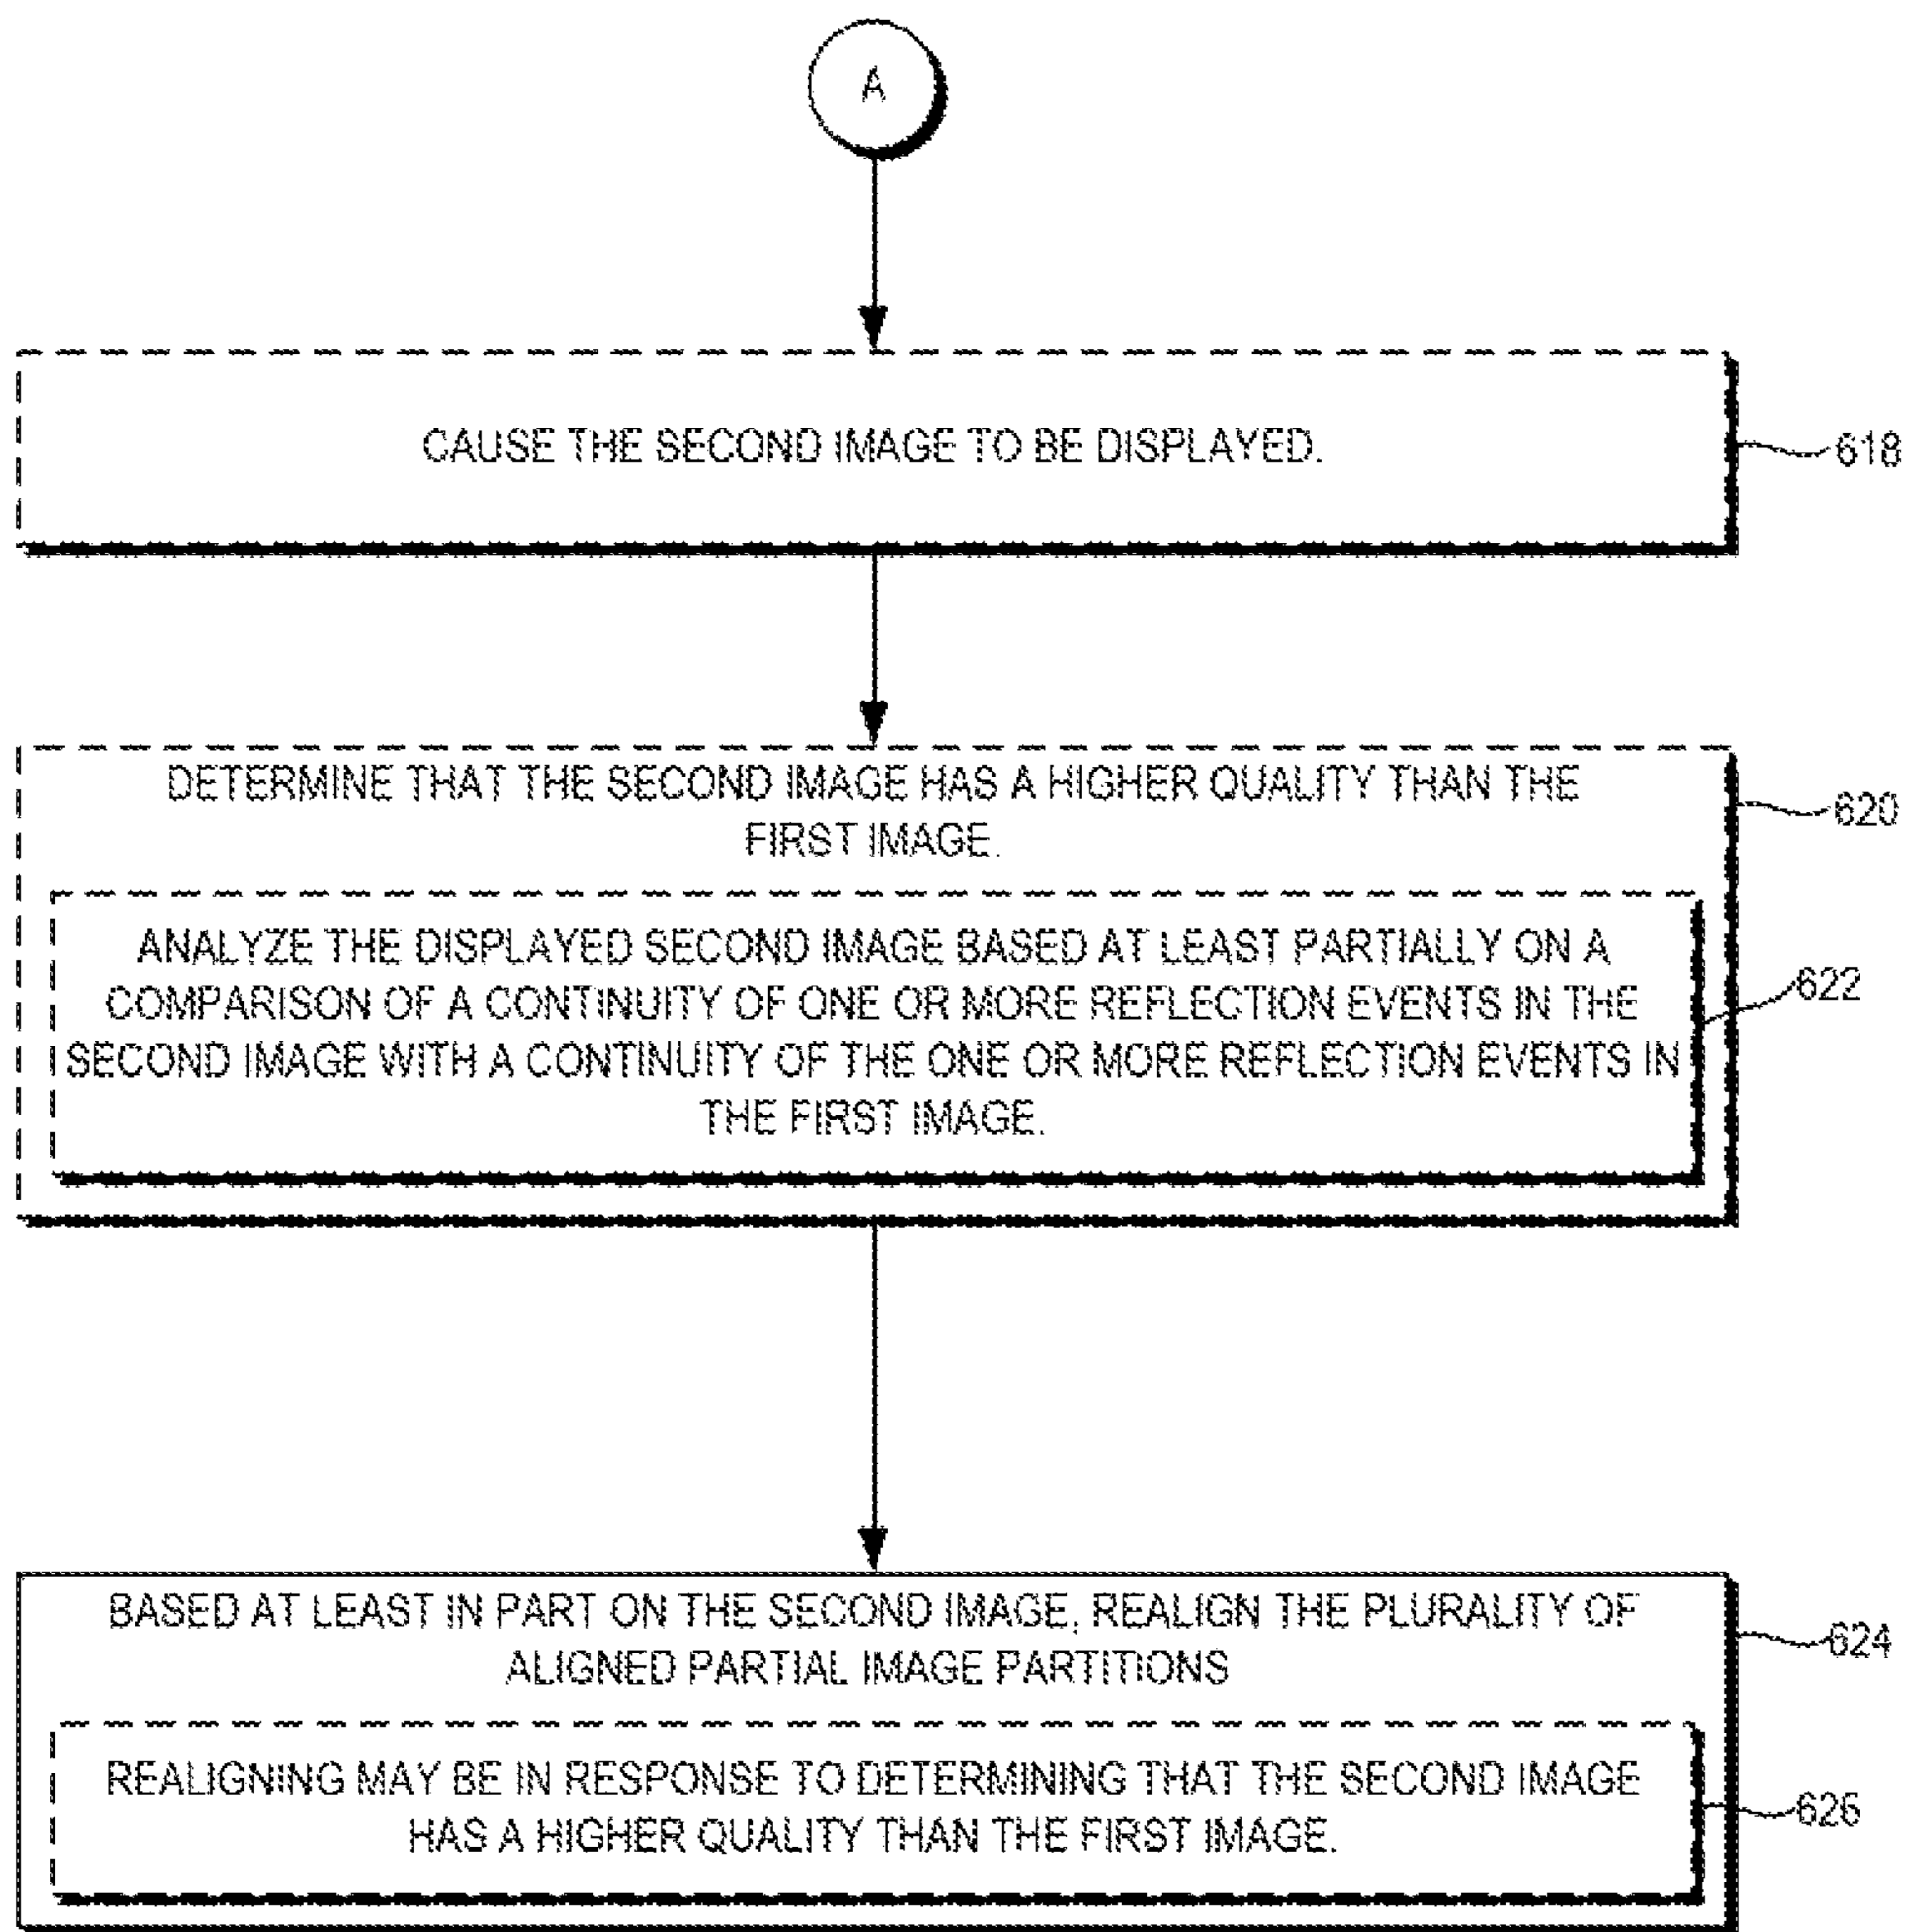 A
CAUSE THE SECOND IMAGE TO BE DISPLAYED.
618
DETERMINE THAT THE SECOND IMAGE HAS A HIGHER QUALITY THAN THE
FIRST IMAGE.
620
ANALYZE THE DISPLAYED SECOND IMAGE BASED AT LEAST PARTIALLY ON A
COMPARISON OF A CONTINUITY OF ONE OR MORE REFLECTION EVENTS IN THE
SECOND IMAGE WITH A CONTINUITY OF THE ONE OR MORE REFLECTION EVENTS IN
THE FIRST IMAGE.
622
BASED AT LEAST IN PART ON THE SECOND IMAGE, REALIGN THE PLURALITY OF
ALIGNED PARTIAL IMAGE PARTITIONS
624
REALIGNING MAY BE IN RESPONSE TO DETERMINING THAT THE SECOND IMAGE
HAS A HIGHER QUALITY THAN THE FIRST IMAGE.
626